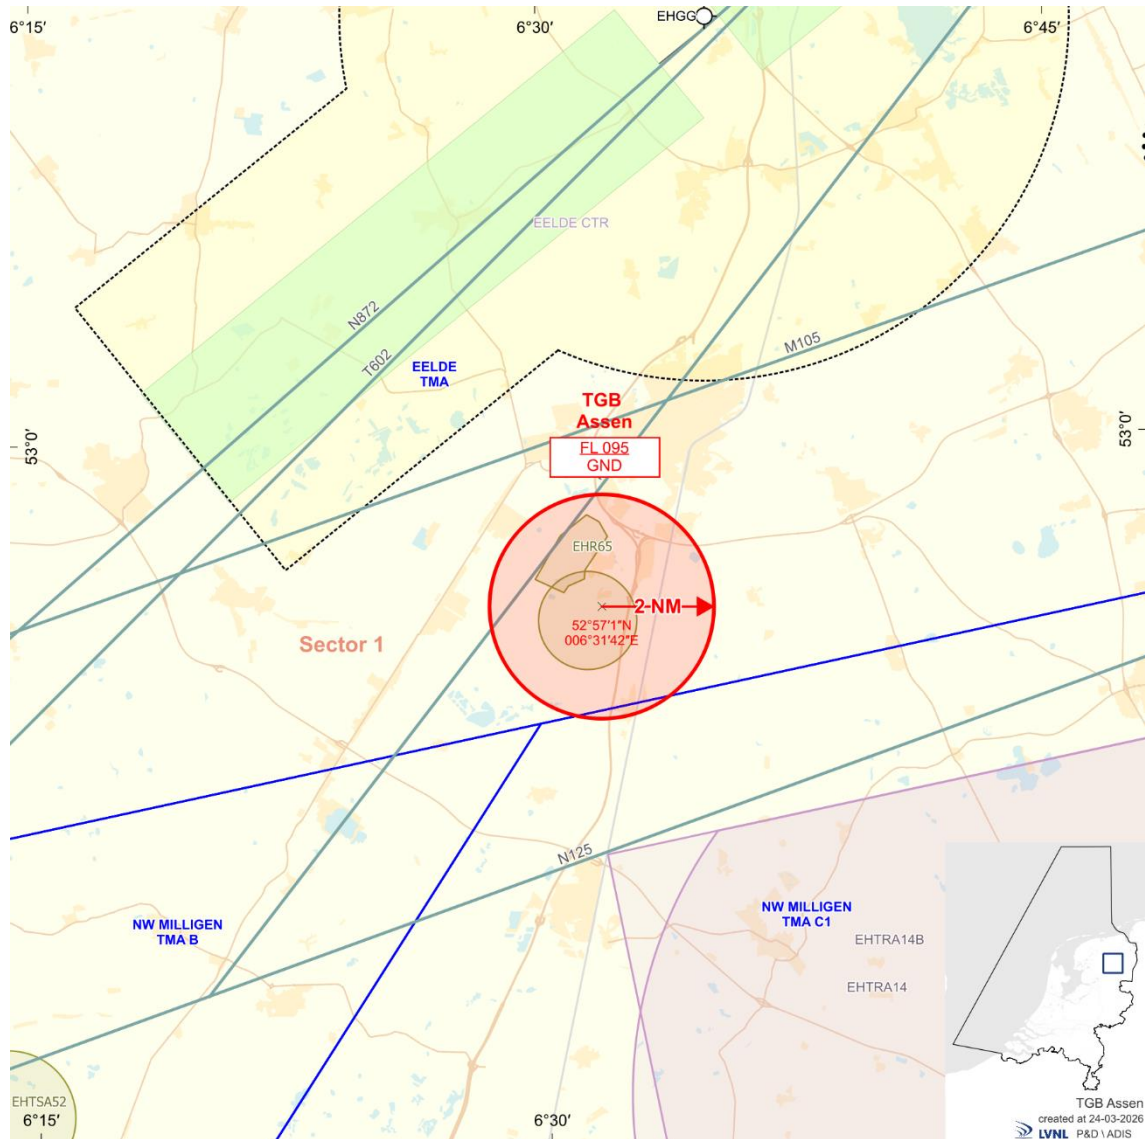 6°15′
6°30′
EHGG
6°45′
EELDE CTR
N872
T602
M105
EELDE
TMA
TGB
Assen
FL 095
GND
53°0′
53°0′
EHR65
2 NM
52°57′1″N
006°31′42″E
Sector 1
N125
NW MILLIGEN
TMA B
NW MILLIGEN
TMA C1
EHTRA14B
EHTRA14
EHTSA52
6°15′
6°30′
TGB Assen
created at 24-03-2026
LVNL P&D \ ADIS